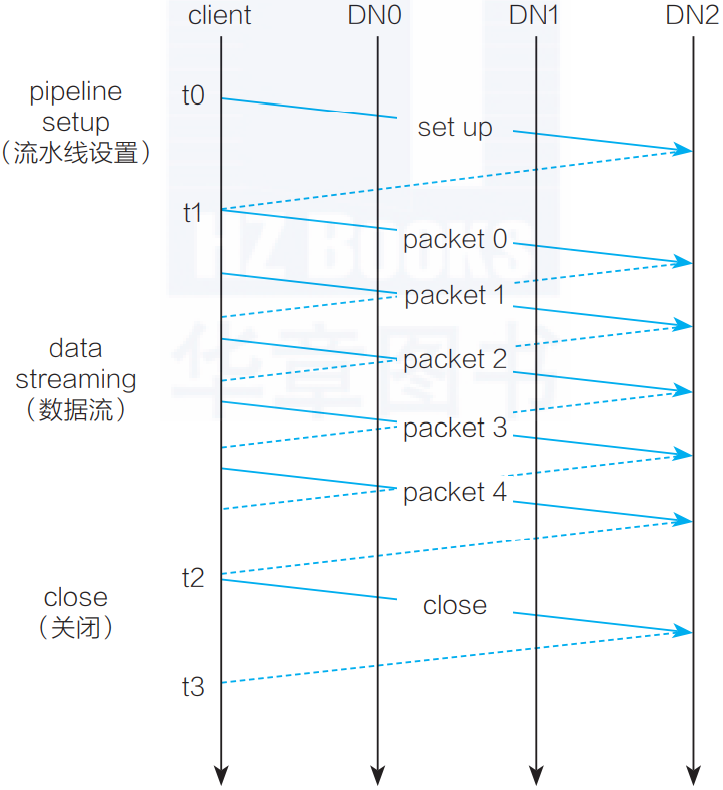 client DN0 DN1 DN2
pipeline
setup
（流水线设置）
t0
set up
t1
packet 0
HZ BOOKS
packet 1
华章图书
data
streaming
（数据流）
packet 2
packet 3
packet 4
t2
close
（关闭）
close
t3